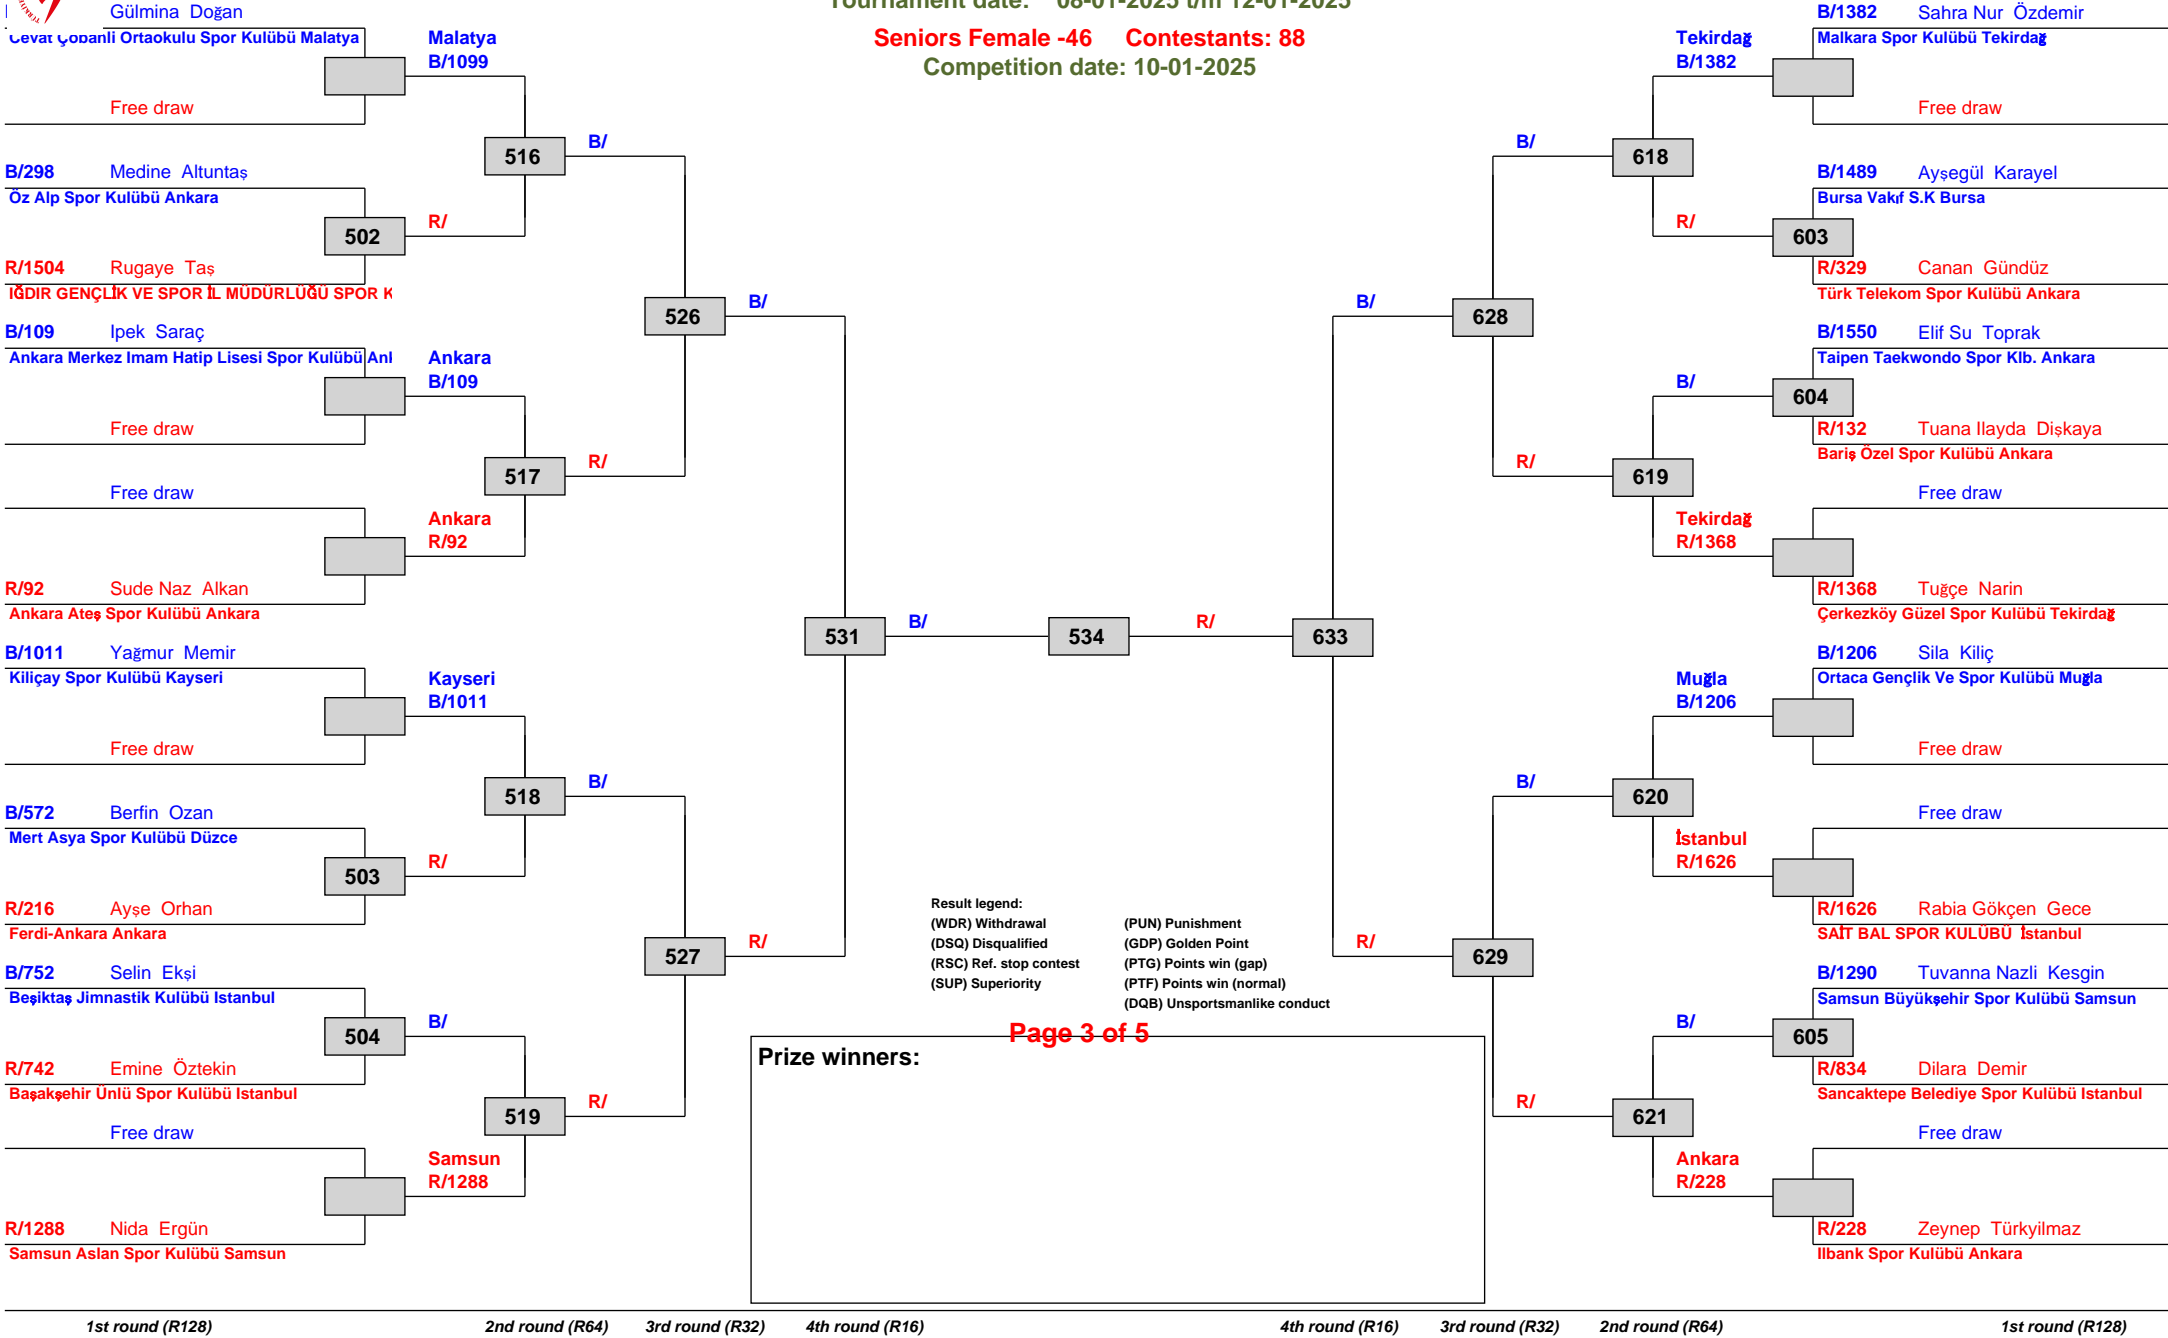 Tournament date: 08-01-2025 t/m 12-01-2025
Seniors Female -46 Contestants: 88
Competition date: 10-01-2025
Gülmina Doğan
Cevat Çobanli Ortaokulu Spor Kulübü Malatya
Free draw
Malatya
B/1099
516
B/
B/298 Medine Altuntaş
Öz Alp Spor Kulübü Ankara
502
R/
R/1504 Rugaye Taş
IĞDIR GENÇLİK VE SPOR İL MÜDÜRLÜĞÜ SPOR K
526
B/
B/109 Ipek Saraç
Ankara Merkez Imam Hatip Lisesi Spor Kulübü Anl
Ankara
B/109
Free draw
517
R/
Free draw
Ankara
R/92
R/92 Sude Naz Alkan
Ankara Ateş Spor Kulübü Ankara
531
B/
534
R/
633
B/1011 Yağmur Memir
Kiliçay Spor Kulübü Kayseri
Kayseri
B/1011
Free draw
518
B/
B/572 Berfin Ozan
Mert Asya Spor Kulübü Düzce
503
R/
R/216 Ayşe Orhan
Ferdi-Ankara Ankara
527
R/
B/752 Selin Ekşi
Beşiktaş Jimnastik Kulübü Istanbul
504
B/
R/742 Emine Öztekin
Başakşehir Ünlü Spor Kulübü Istanbul
519
R/
Free draw
Samsun
R/1288
R/1288 Nida Ergün
Samsun Aslan Spor Kulübü Samsun
B/1382 Sahra Nur Özdemir
Malkara Spor Kulübü Tekirdağ
Tekirdağ
B/1382
Free draw
B/
618
B/1489 Ayşegül Karayel
Bursa Vakıf S.K Bursa
R/
603
R/329 Canan Gündüz
Türk Telekom Spor Kulübü Ankara
B/
628
B/1550 Elif Su Toprak
Taipen Taekwondo Spor Klb. Ankara
B/
604
R/132 Tuana Ilayda Dişkaya
Bariş Özel Spor Kulübü Ankara
R/
619
Free draw
Tekirdağ
R/1368
R/1368 Tuğçe Narin
Çerkezköy Güzel Spor Kulübü Tekirdağ
B/1206 Sila Kiliç
Ortaca Gençlik Ve Spor Kulübü Muğla
Muğla
B/1206
Free draw
B/
620
Free draw
İstanbul
R/1626
R/1626 Rabia Gökçen Gece
SAİT BAL SPOR KULÜBÜ İstanbul
R/
629
B/1290 Tuvanna Nazli Kesgin
Samsun Büyükşehir Spor Kulübü Samsun
B/
605
R/834 Dilara Demir
Sancaktepe Belediye Spor Kulübü Istanbul
R/
621
Free draw
Ankara
R/228
R/228 Zeynep Türkyilmaz
Ilbank Spor Kulübü Ankara
Result legend:
(WDR) Withdrawal (PUN) Punishment
(DSQ) Disqualified (GDP) Golden Point
(RSC) Ref. stop contest (PTG) Points win (gap)
(SUP) Superiority (PTF) Points win (normal)
(DQB) Unsportsmanlike conduct
Page 3 of 5
Prize winners:
1st round (R128) 2nd round (R64) 3rd round (R32) 4th round (R16) 4th round (R16) 3rd round (R32) 2nd round (R64) 1st round (R128)